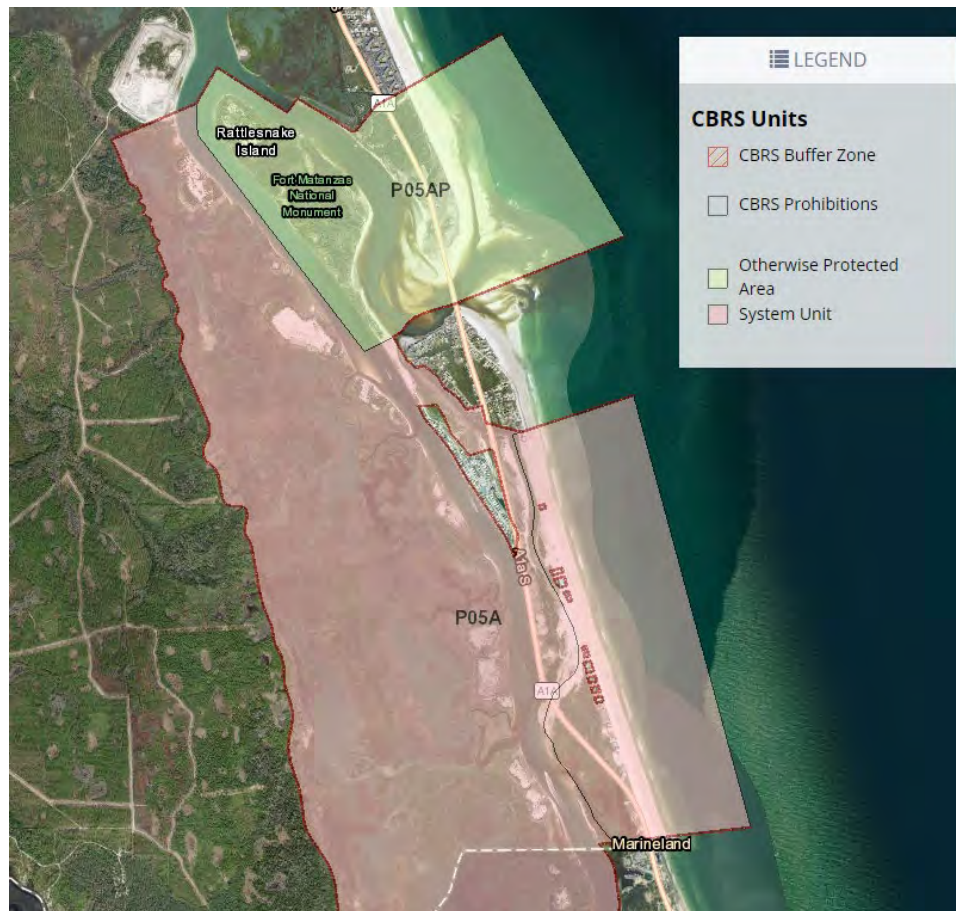 LEGEND
CBRS Units
CBRS Buffer Zone
CBRS Prohibitions
Otherwise Protected
Area
System Unit
A1A
Rattlesnake
Island
Fort Matanzas
National
Monument
P05AP
A1a S
P05A
A1A
Marineland